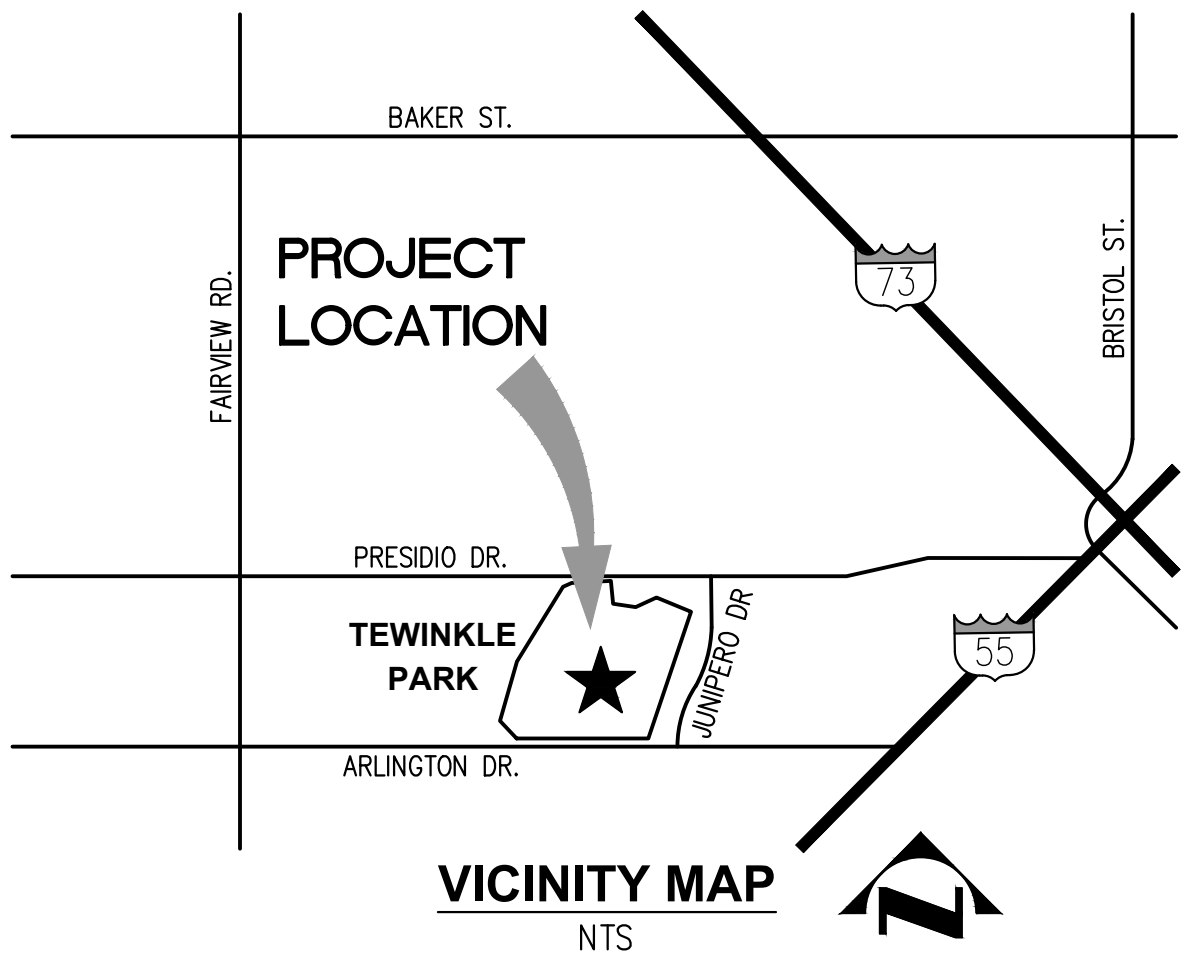 BAKER ST.
PROJECT
LOCATION
FAIRVIEW RD.
73
BRISTOL ST.
PRESIDIO DR.
TEWINKLE
PARK
JUNIPERO DR
55
ARLINGTON DR.
VICINITY MAP
NTS
N